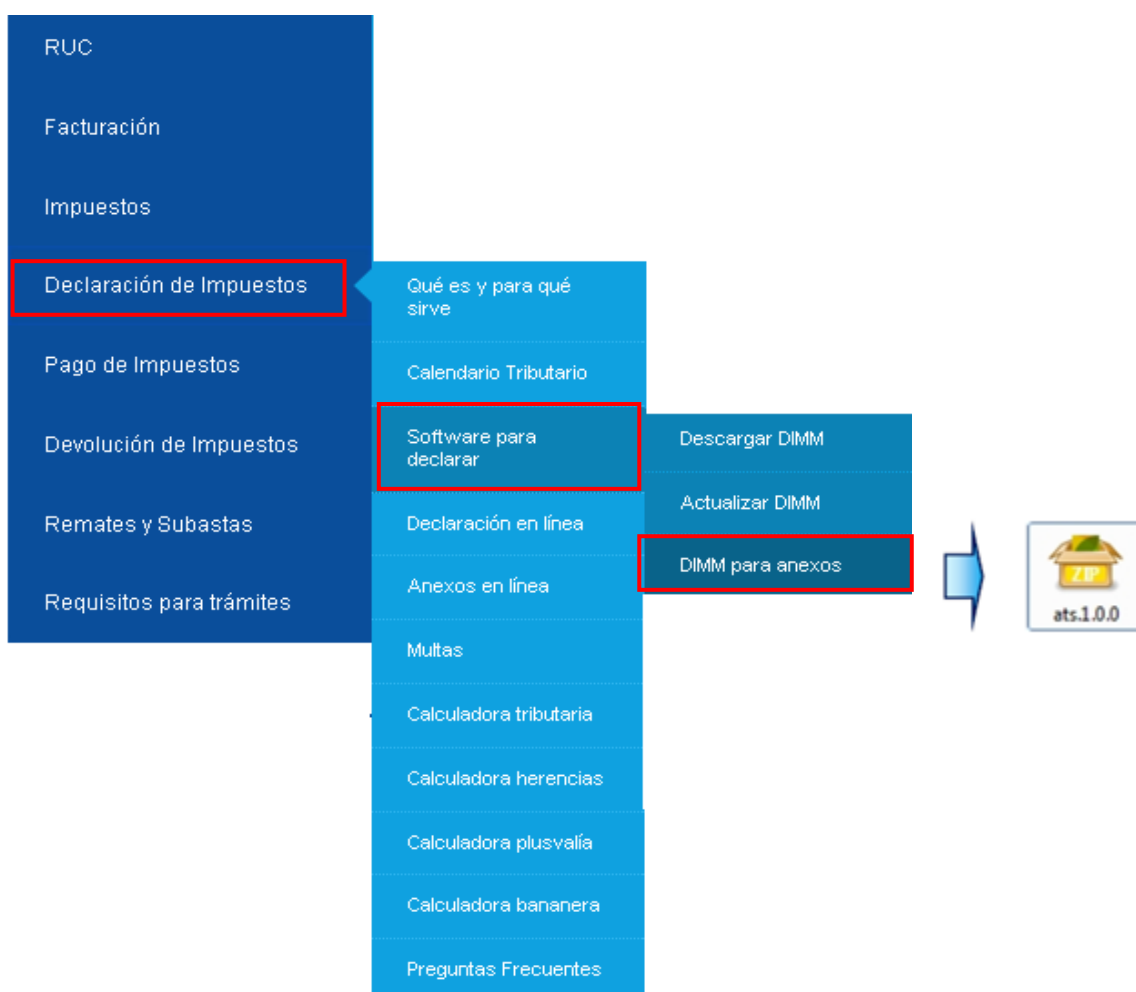 RUC
Facturación
Impuestos
Declaración de Impuestos
Pago de Impuestos
Devolución de Impuestos
Remates y Subastas
Requisitos para trámites
Qué es y para qué
sirve
Calendario Tributario
Software para
declarar
Declaración en línea
Anexos en línea
Multas
Calculadora tributaria
Calculadora herencias
Calculadora plusvalía
Calculadora bananera
Preguntas Frecuentes
Descargar DIMM
Actualizar DIMM
DIMM para anexos
ZIP
ats.1.0.0